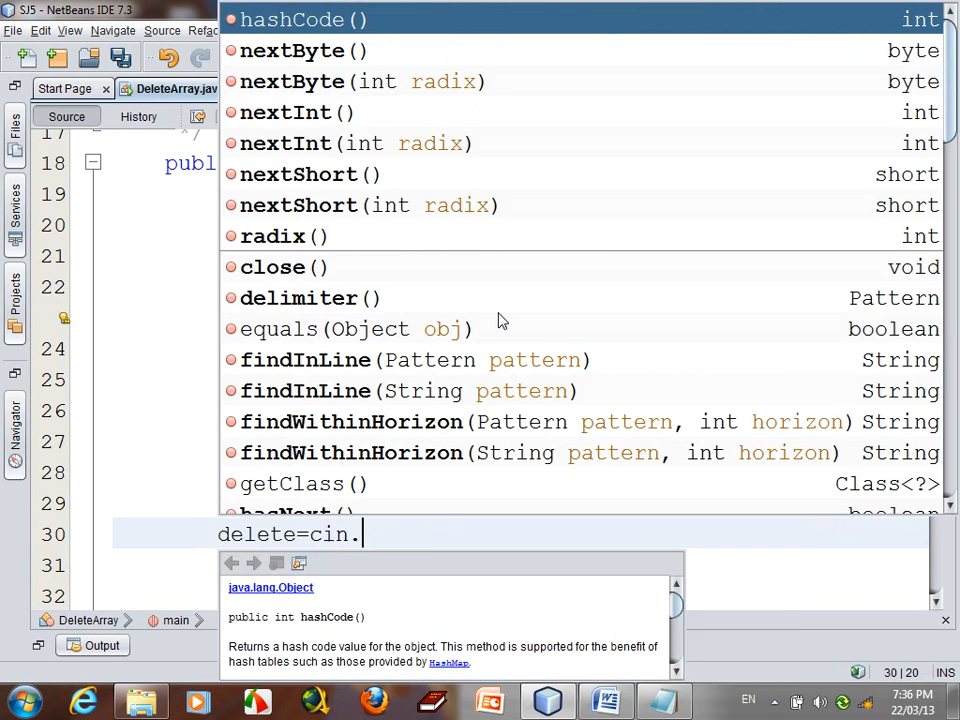 SJ5 - NetBeans IDE 7.3
File Edit View Navigate Source Refac
Start Page DeleteArray.java
Source History
Files
Services
Projects
Navigator
17 */
18 publ
19
20
21
22
24
25
26
27
28
29
30 delete=cin.
31
32
hashCode() int
nextByte() byte
nextByte(int radix) byte
nextInt() int
nextInt(int radix) int
nextShort() short
nextShort(int radix) short
radix() int
close() void
delimiter() Pattern
equals(Object obj) boolean
findInLine(Pattern pattern) String
findInLine(String pattern) String
findWithinHorizon(Pattern pattern, int horizon) String
findWithinHorizon(String pattern, int horizon) String
getClass() Class<?>
hasNext() boolean
java.lang.Object
public int hashCode()
Returns a hash code value for the object. This method is supported for the benefit of
hash tables such as those provided by HashMap.
DeleteArray main
Output
30 | 20 INS
EN 7:36 PM
22/03/13